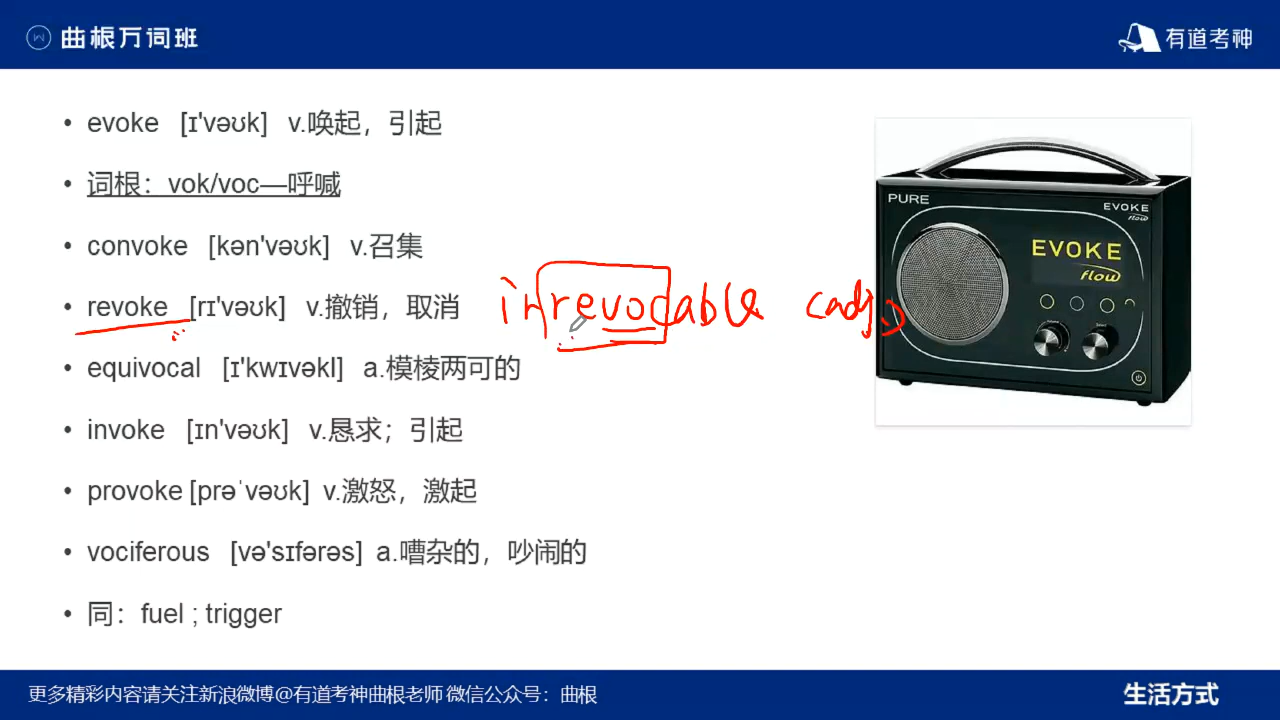 曲根万词班
有道考神
evoke [ɪ'vəʊk] v.唤起，引起
词根：vok/voc—呼喊
convoke [kən'vəʊk] v.召集
revoke [rɪ'vəʊk] v.撤销，取消
irrevocable (adj.)
equivocal [ɪ'kwɪvəkl] a.模棱两可的
invoke [ɪn'vəʊk] v.恳求；引起
provoke [prəˈvəʊk] v.激怒，激起
vociferous [və'sɪfərəs] a.嘈杂的，吵闹的
同：fuel ; trigger
PURE
EVOKE
flow
EVOKE
flow
更多精彩内容请关注新浪微博@有道考神曲根老师 微信公众号：曲根
生活方式